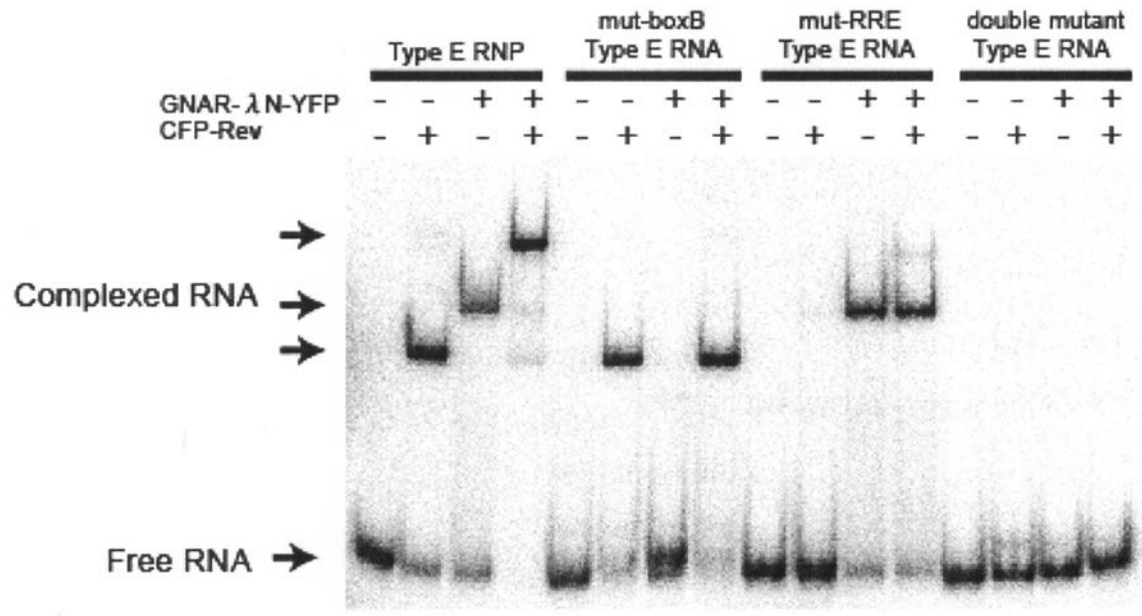 mut-boxB mut-RRE double mutant
Type E RNP Type E RNA Type E RNA Type E RNA
GNAR-λN-YFP - - + + - - + + - - + + - - + +
CFP-Rev - + - + - + - + - + - + - + - +
Complexed RNA
Free RNA